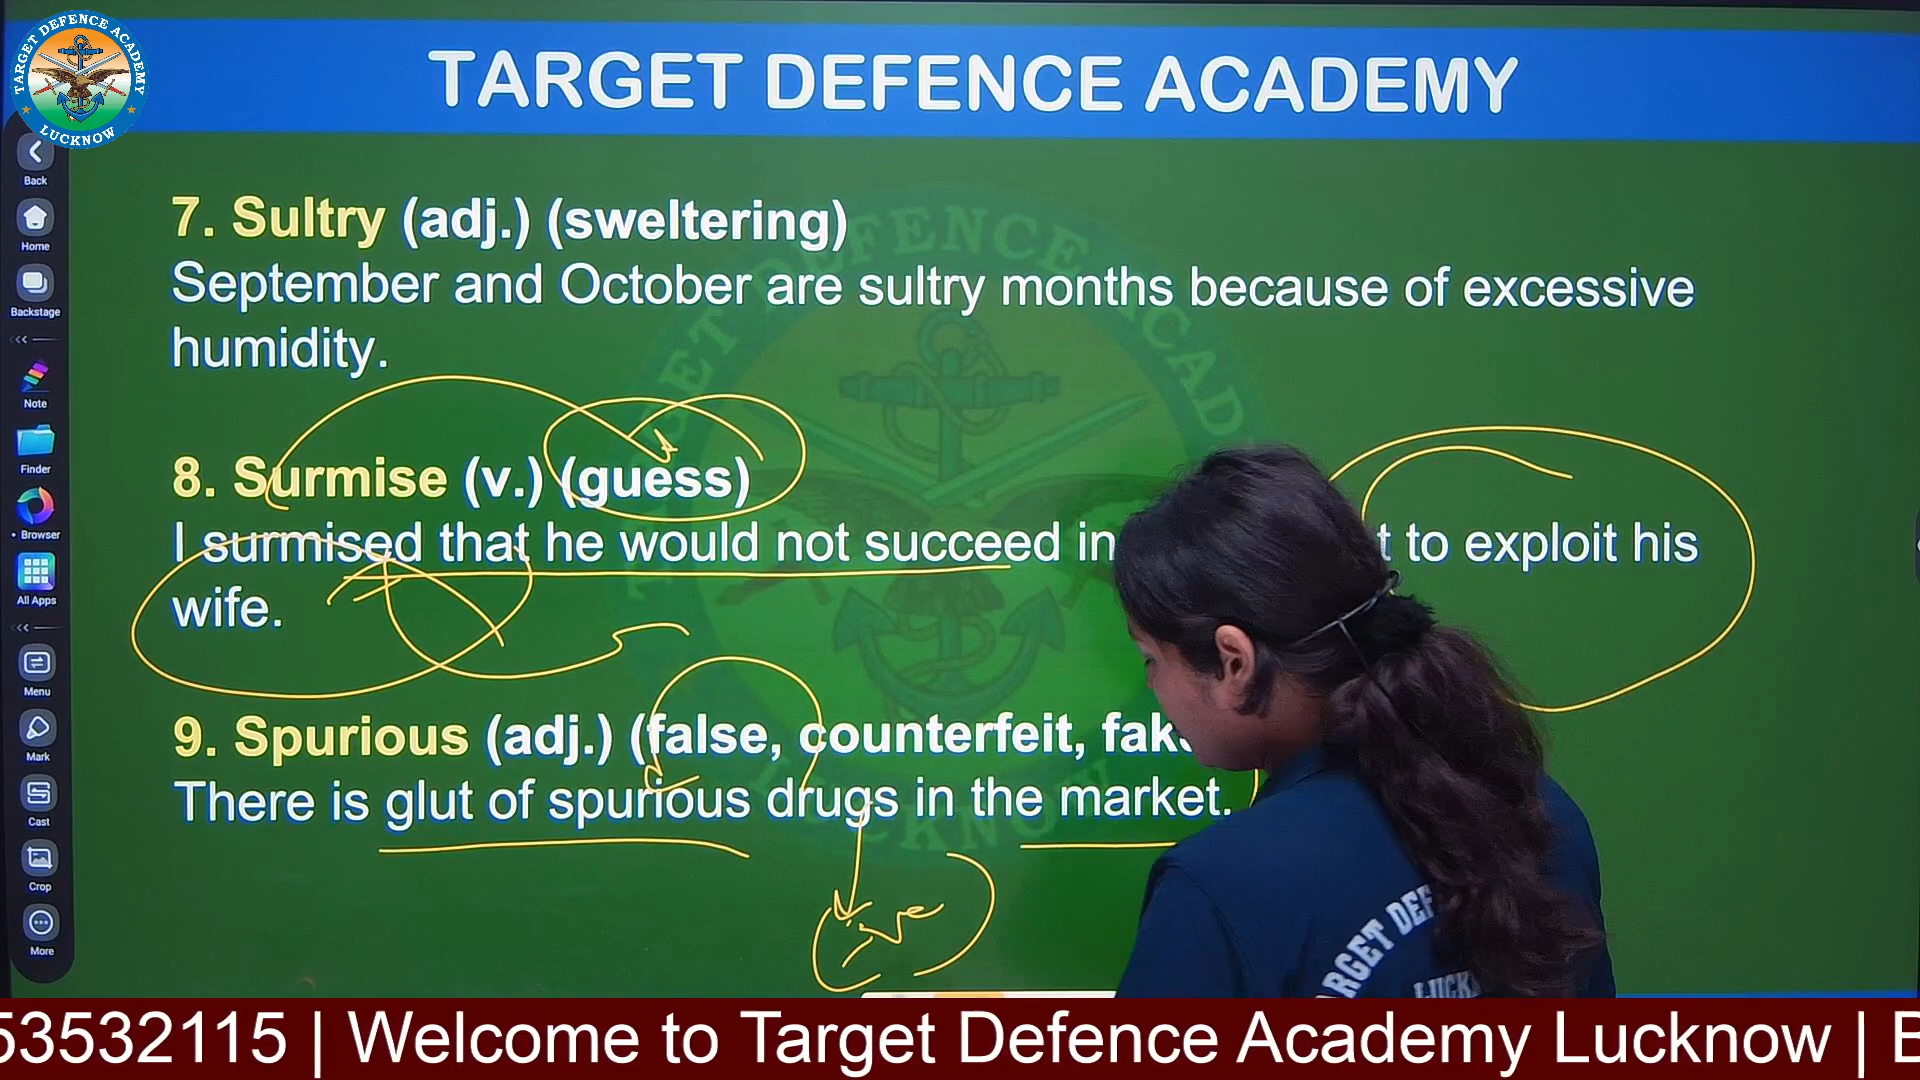 TARGET DEFENCE ACADEMY
LUCKNOW
TARGET DEFENCE ACADEMY
Back
Home
Backstage
Note
Finder
Browser
All Apps
Menu
Mark
Cast
Crop
More
7. Sultry (adj.) (sweltering)
September and October are sultry months because of excessive
humidity.
8. Surmise (v.) (guess)
I surmised that he would not succeed in t to exploit his
wife.
9. Spurious (adj.) (false, counterfeit,
There is glut of spurious drugs in the market.
53532115 | Welcome to Target Defence Academy Lucknow | B